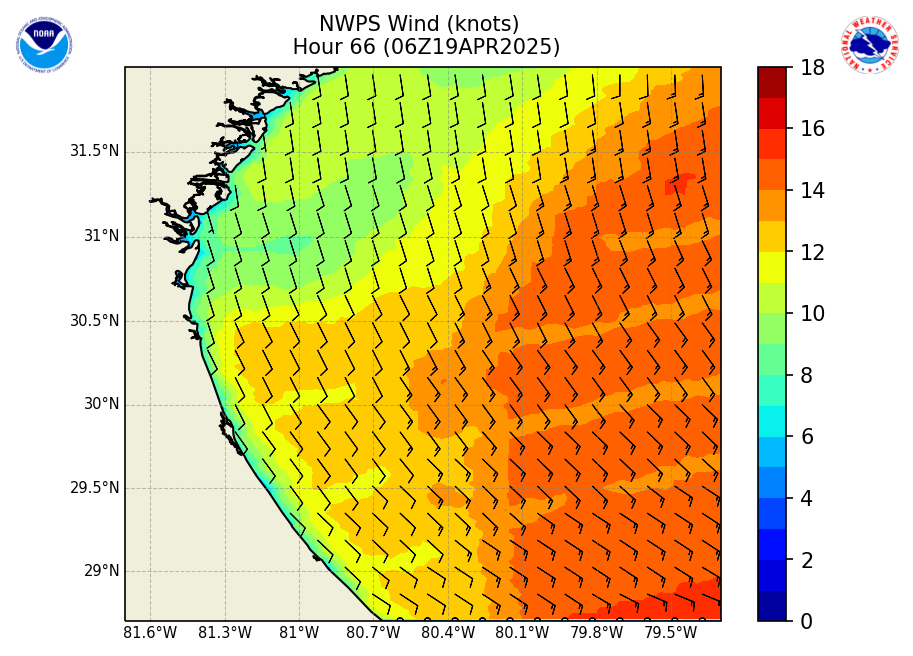 NWPS Wind (knots)
Hour 66 (06Z19APR2025)
NOAA
NATIONAL WEATHER SERVICE
31.5°N
31°N
30.5°N
30°N
29.5°N
29°N
81.6°W 81.3°W 81°W 80.7°W 80.4°W 80.1°W 79.8°W 79.5°W
18
16
14
12
10
8
6
4
2
0